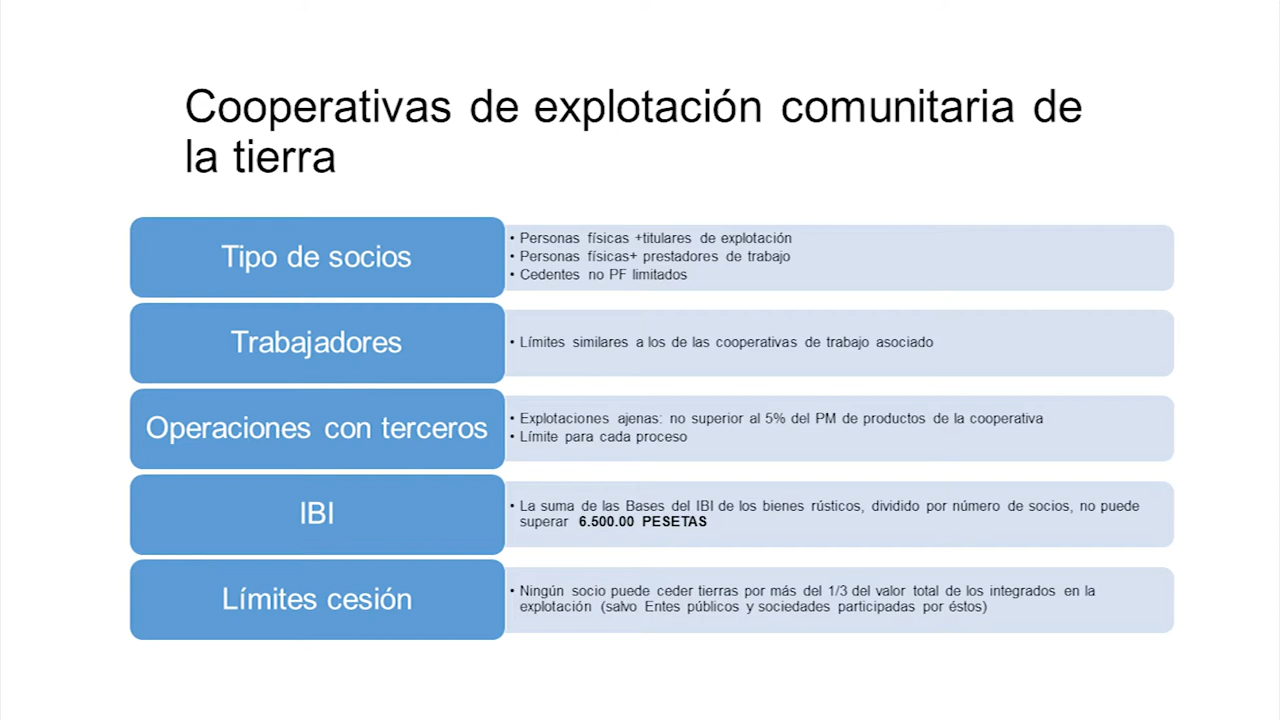 Cooperativas de explotación comunitaria de
la tierra
Tipo de socios
• Personas físicas +titulares de explotación
• Personas físicas+ prestadores de trabajo
• Cedentes no PF limitados
Trabajadores
• Límites similares a los de las cooperativas de trabajo asociado
Operaciones con terceros
• Explotaciones ajenas: no superior al 5% del PM de productos de la cooperativa
• Límite para cada proceso
IBI
• La suma de las Bases del IBI de los bienes rústicos, dividido por número de socios, no puede
superar 6.500.00 PESETAS
Límites cesión
• Ningún socio puede ceder tierras por más del 1/3 del valor total de los integrados en la
explotación (salvo Entes públicos y sociedades participadas por éstos)